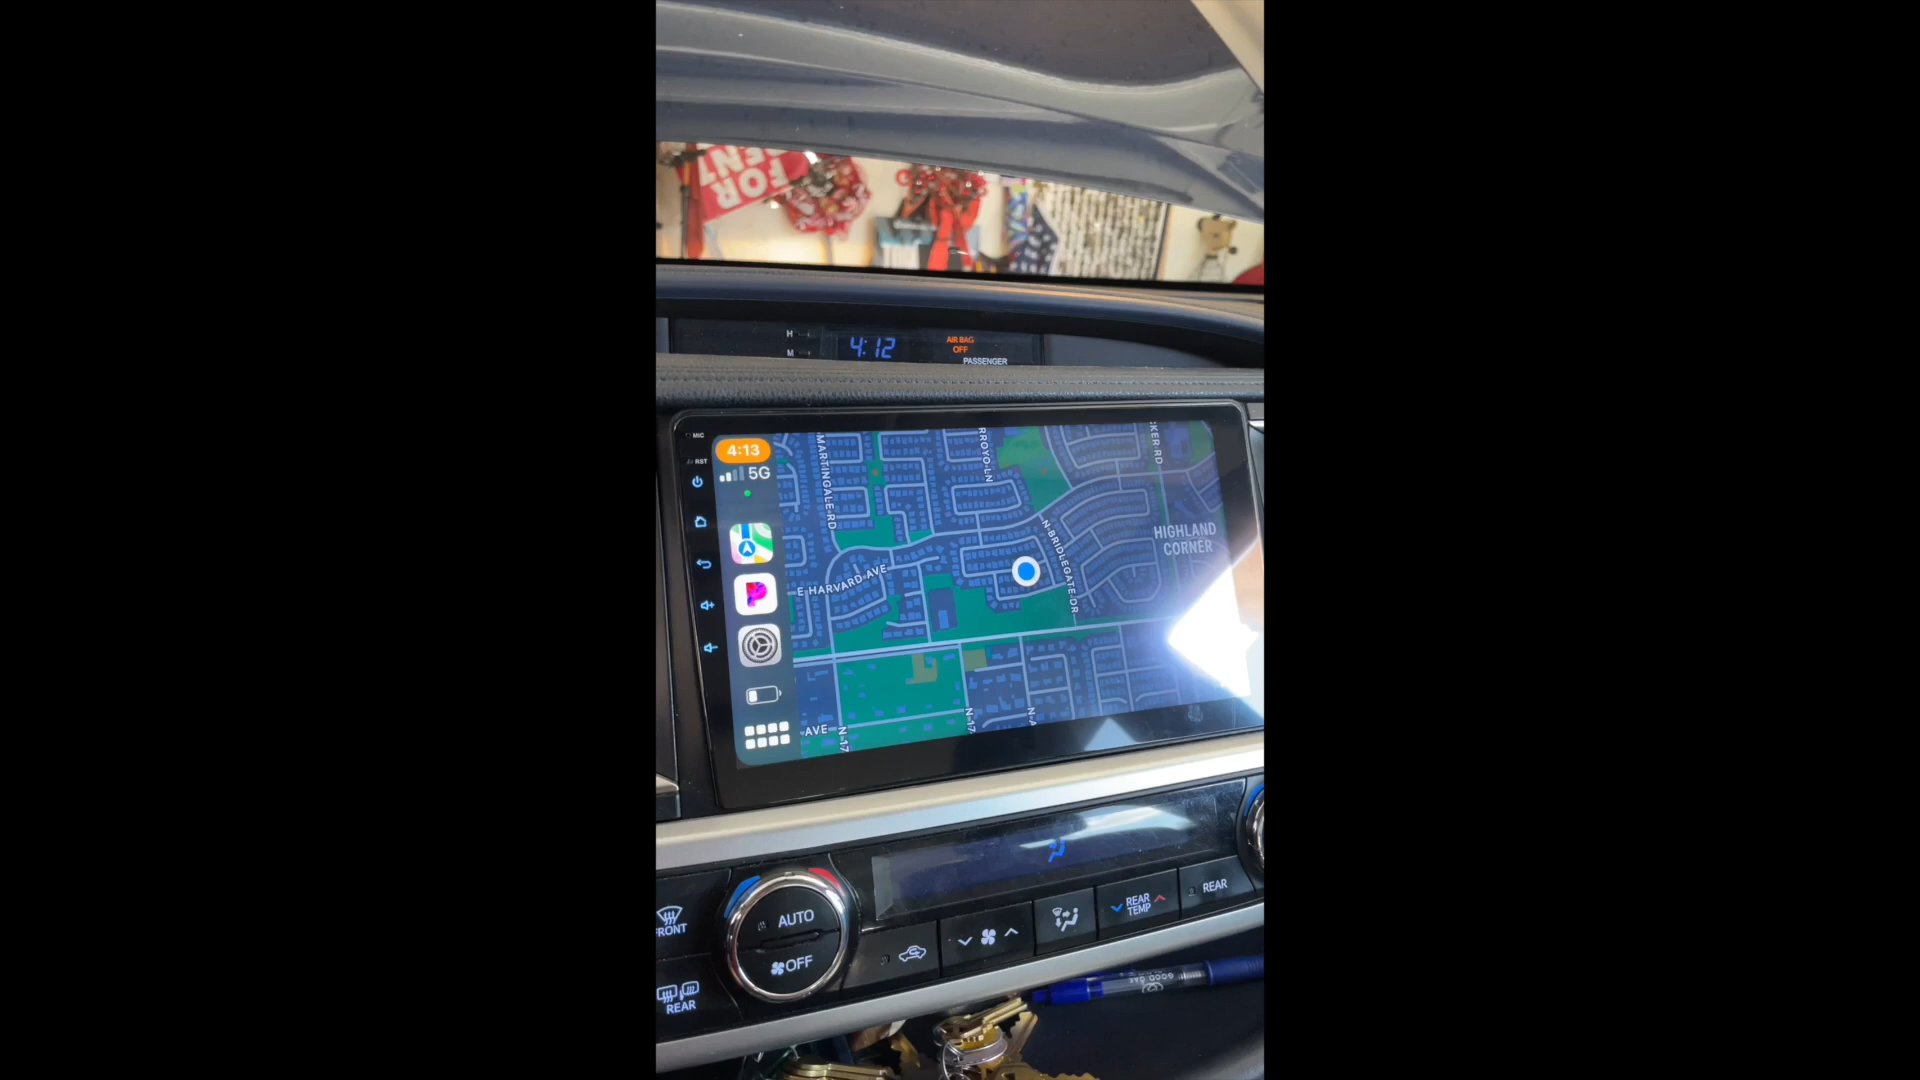 FOR
RENT
H
M
4:12
AIR BAG
OFF
PASSENGER
MIC
RST
4:13
5G
MARTINGALE RD
RROYO LN
KER RD
N BRIDLEGATE DR
HIGHLAND
CORNER
E HARVARD AVE
AVE
N 17
N 17
N A
AUTO
OFF
FRONT
REAR
REAR
TEMP
REAR